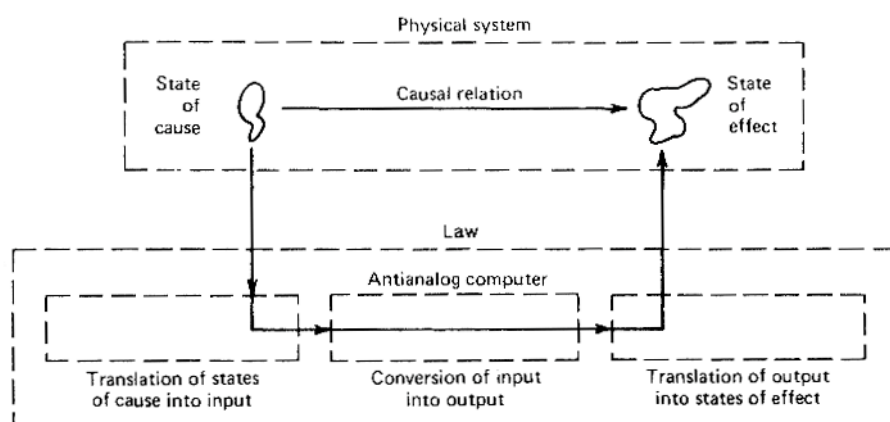 Physical system
State
of
cause
Causal relation
State
of
effect
Law
Antianalog computer
Translation of states
of cause into input
Conversion of input
into output
Translation of output
into states of effect